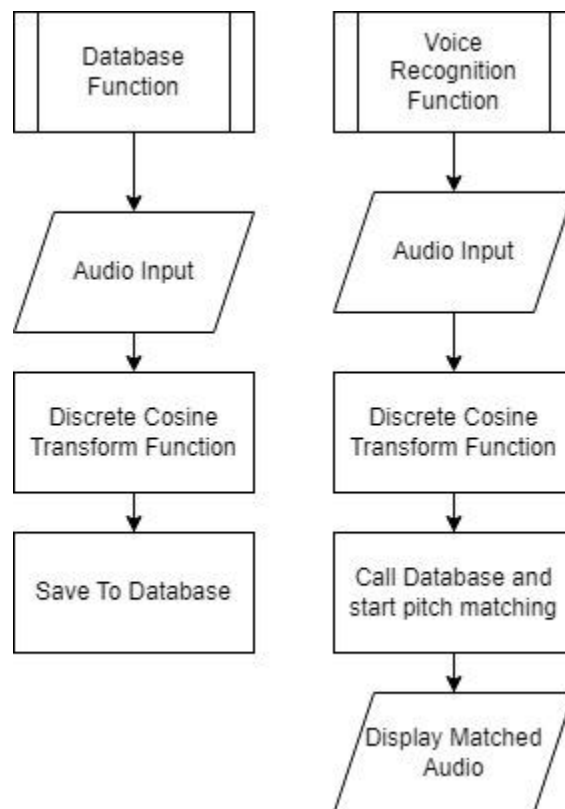 Database
Function
Audio Input
Discrete Cosine
Transform Function
Save To Database
Voice
Recognition
Function
Audio Input
Discrete Cosine
Transform Function
Call Database and
start pitch matching
Display Matched
Audio